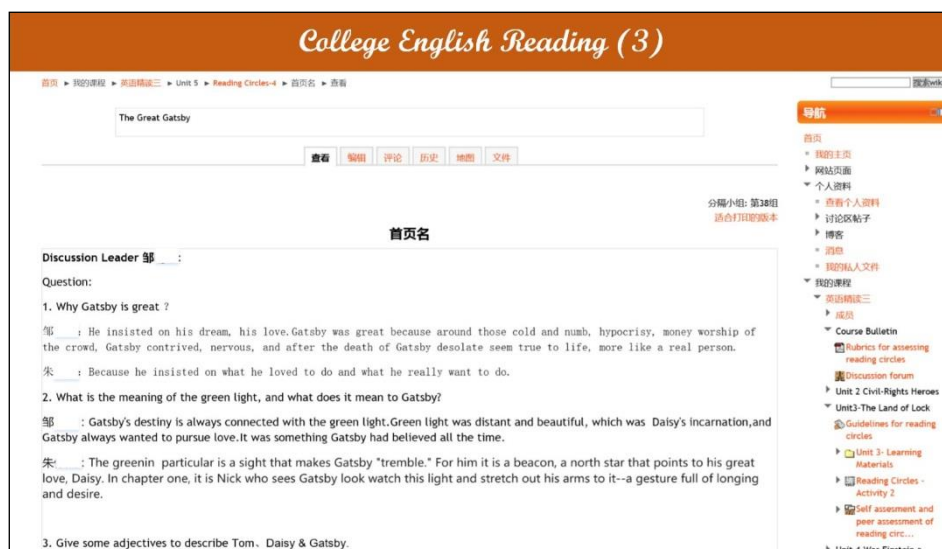 College English Reading (3)
首页 ► 我的课程 ► 英语精读三 ► Unit 5 ► Reading Circles-4 ► 首页名 ► 查看
搜索wik
The Great Gatsby
查看 编辑 评论 历史 地图 文件
分隔小组: 第38组
适合打印的版本
首页名
Discussion Leader 邹 :
Question:
1. Why Gatsby is great ?
邹 : He insisted on his dream, his love.Gatsby was great because around those cold and numb, hypocrisy, money worship of
the crowd, Gatsby contrived, nervous, and after the death of Gatsby desolate seem true to life, more like a real person.
朱 : Because he insisted on what he loved to do and what he really want to do.
2. What is the meaning of the green light, and what does it mean to Gatsby?
邹 : Gatsby's destiny is always connected with the green light.Green light was distant and beautiful, which was Daisy's incarnation,and
Gatsby always wanted to pursue love.It was something Gatsby had believed all the time.
朱 : The greenin particular is a sight that makes Gatsby "tremble." For him it is a beacon, a north star that points to his great
love, Daisy. In chapter one, it is Nick who sees Gatsby look watch this light and stretch out his arms to it--a gesture full of longing
and desire.
3. Give some adjectives to describe Tom、Daisy & Gatsby.
导航
首页
我的主页
网站页面
个人资料
查看个人资料
讨论区帖子
博客
消息
我的私人文件
我的课程
英语精读三
成员
Course Bulletin
Rubrics for assessing
reading circles
Discussion forum
Unit 2 Civil-Rights Heroes
Unit3-The Land of Lock
Guidelines for reading
circles
Unit 3- Learning
Materials
Reading Circles -
Activity 2
Self assesment and
peer assessment of
reading circ...